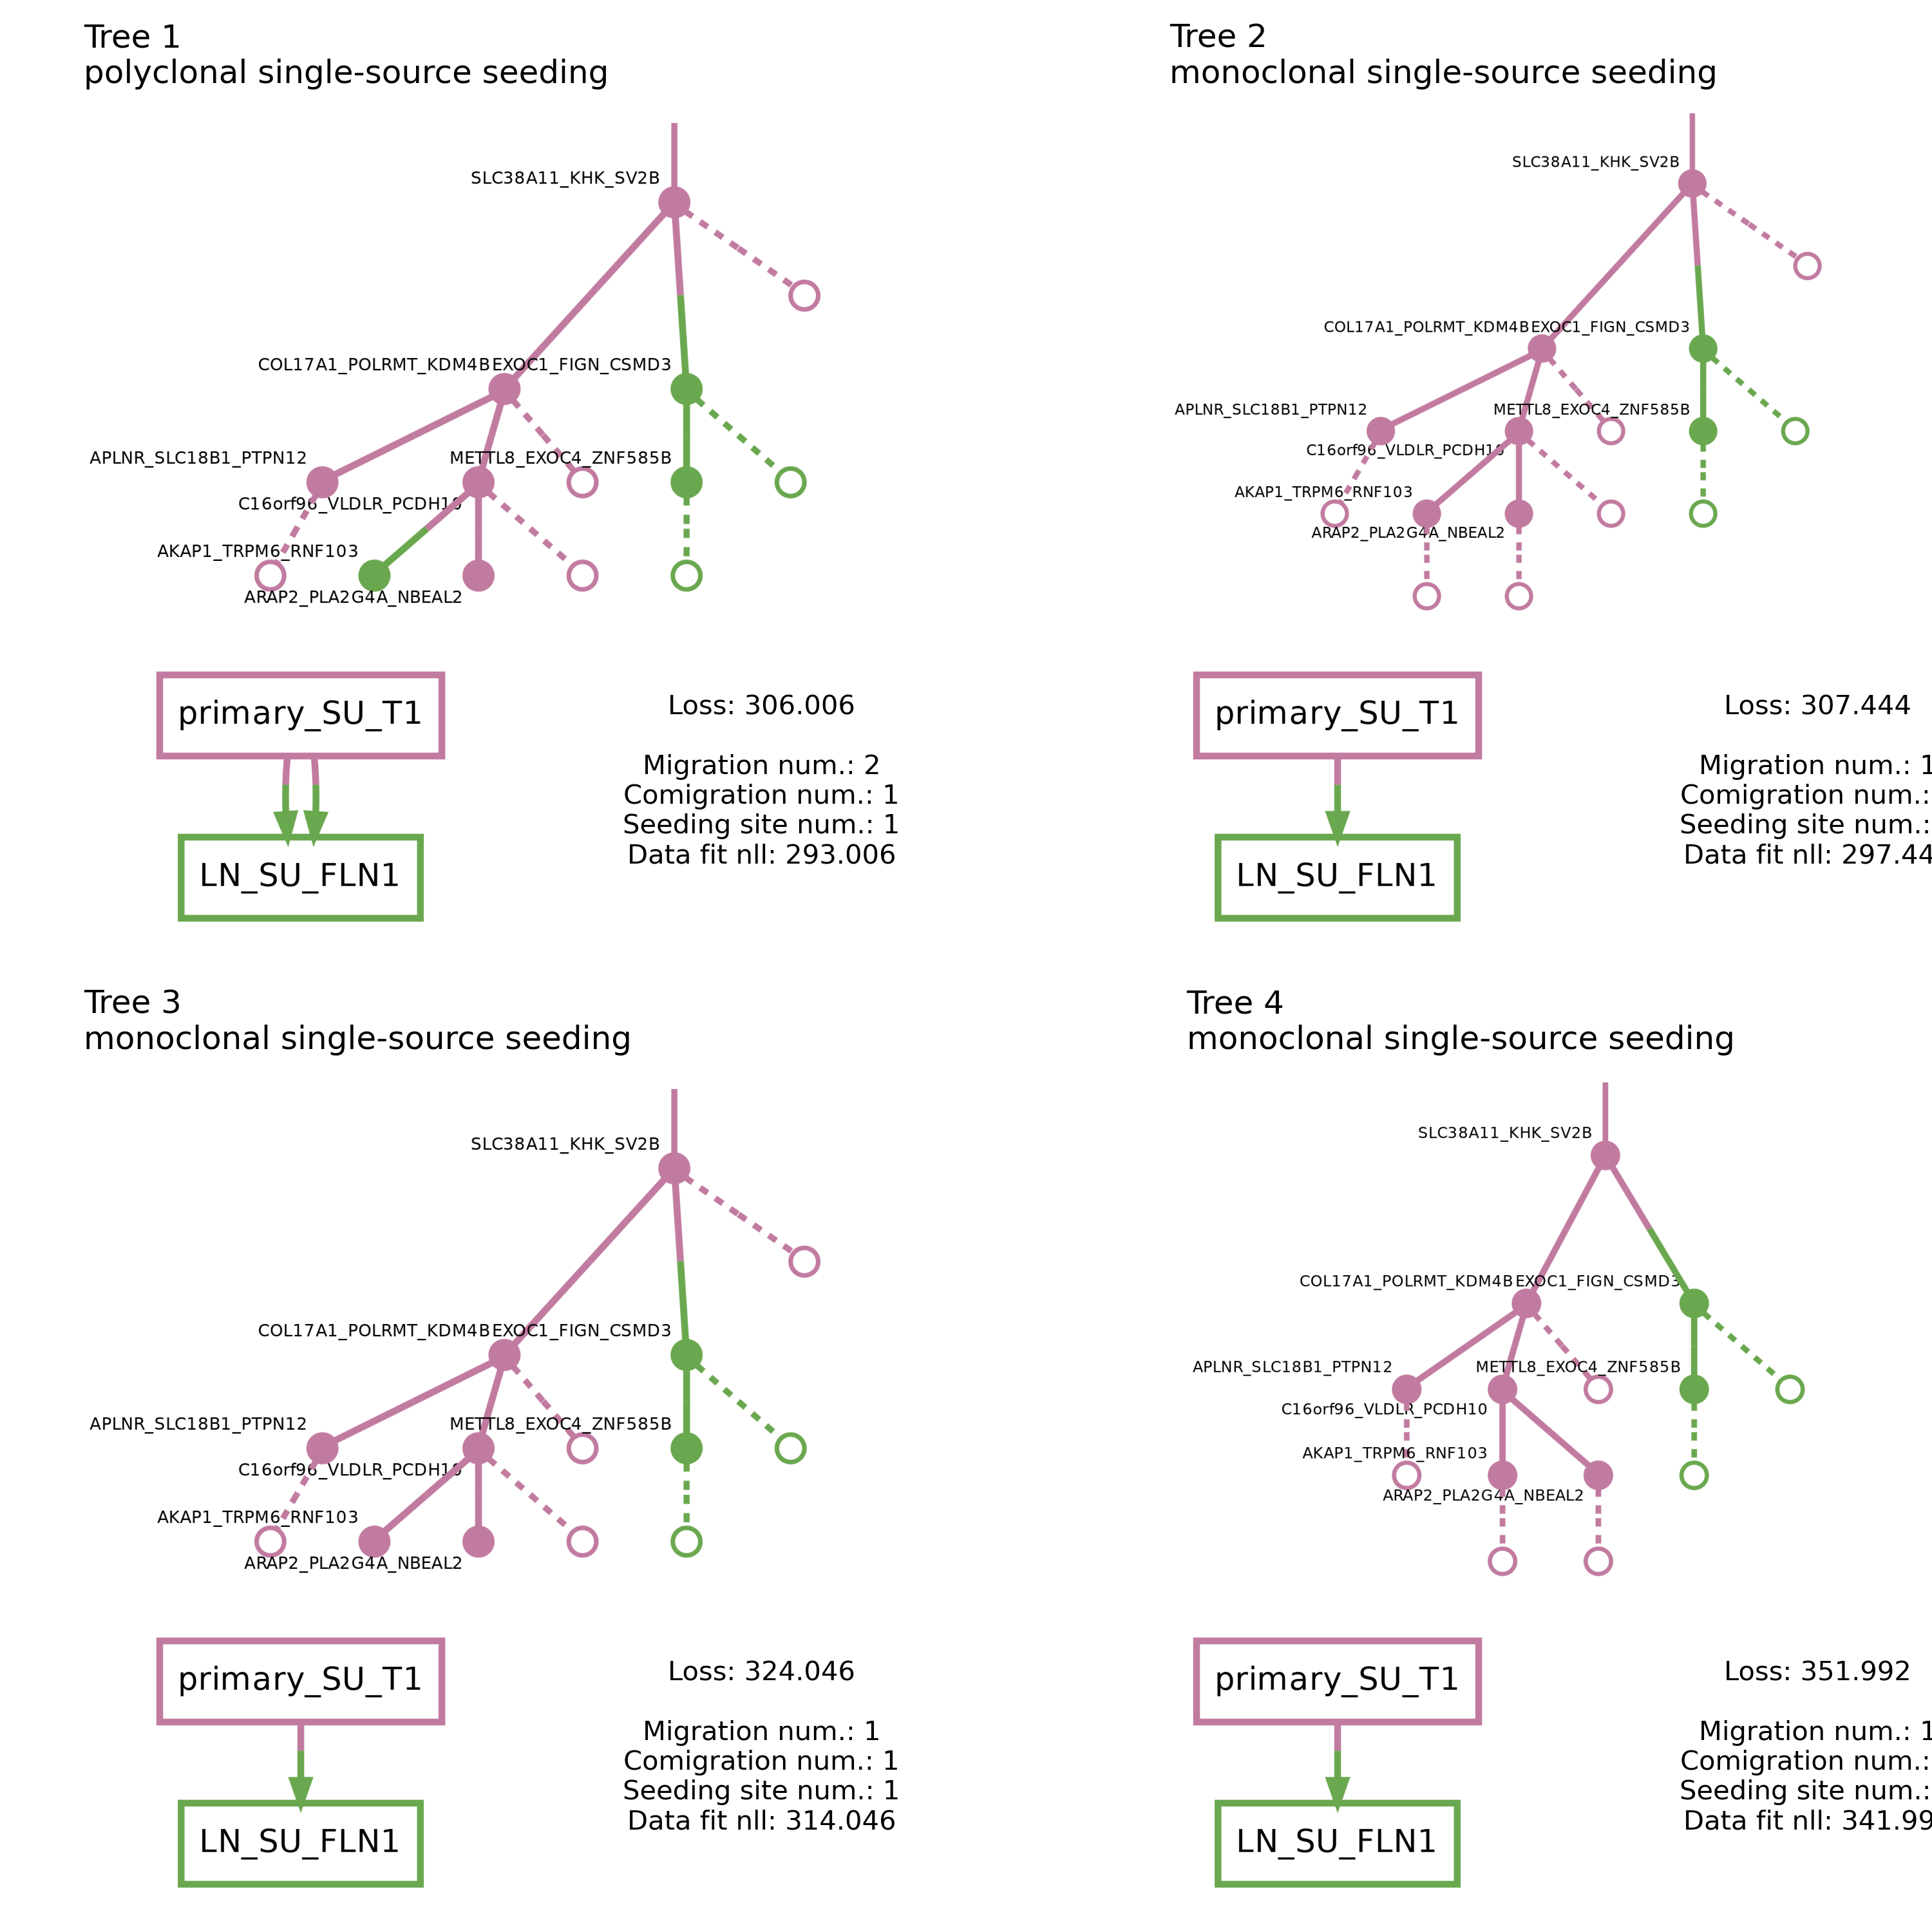 Tree 1
polyclonal single-source seeding
SLC38A11_KHK_SV2B
COL17A1_POLRMT_KDM4B
EXOC1_FIGN_CSMD3
APLNR_SLC18B1_PTPN12
METTL8_EXOC4_ZNF585B
C16orf96_VLDLR_PCDH10
AKAP1_TRPM6_RNF103
ARAP2_PLA2G4A_NBEAL2
primary_SU_T1
LN_SU_FLN1
Loss: 306.006
Migration num.: 2
Comigration num.: 1
Seeding site num.: 1
Data fit nll: 293.006
Tree 2
monoclonal single-source seeding
SLC38A11_KHK_SV2B
COL17A1_POLRMT_KDM4B
EXOC1_FIGN_CSMD3
APLNR_SLC18B1_PTPN12
METTL8_EXOC4_ZNF585B
C16orf96_VLDLR_PCDH10
AKAP1_TRPM6_RNF103
ARAP2_PLA2G4A_NBEAL2
primary_SU_T1
LN_SU_FLN1
Loss: 307.444
Migration num.: 1
Comigration num.:
Seeding site num.:
Data fit nll: 297.44
Tree 3
monoclonal single-source seeding
SLC38A11_KHK_SV2B
COL17A1_POLRMT_KDM4B
EXOC1_FIGN_CSMD3
APLNR_SLC18B1_PTPN12
METTL8_EXOC4_ZNF585B
C16orf96_VLDLR_PCDH10
AKAP1_TRPM6_RNF103
ARAP2_PLA2G4A_NBEAL2
primary_SU_T1
LN_SU_FLN1
Loss: 324.046
Migration num.: 1
Comigration num.: 1
Seeding site num.: 1
Data fit nll: 314.046
Tree 4
monoclonal single-source seeding
SLC38A11_KHK_SV2B
COL17A1_POLRMT_KDM4B
EXOC1_FIGN_CSMD3
APLNR_SLC18B1_PTPN12
METTL8_EXOC4_ZNF585B
C16orf96_VLDLR_PCDH10
AKAP1_TRPM6_RNF103
ARAP2_PLA2G4A_NBEAL2
primary_SU_T1
LN_SU_FLN1
Loss: 351.992
Migration num.: 1
Comigration num.:
Seeding site num.:
Data fit nll: 341.99